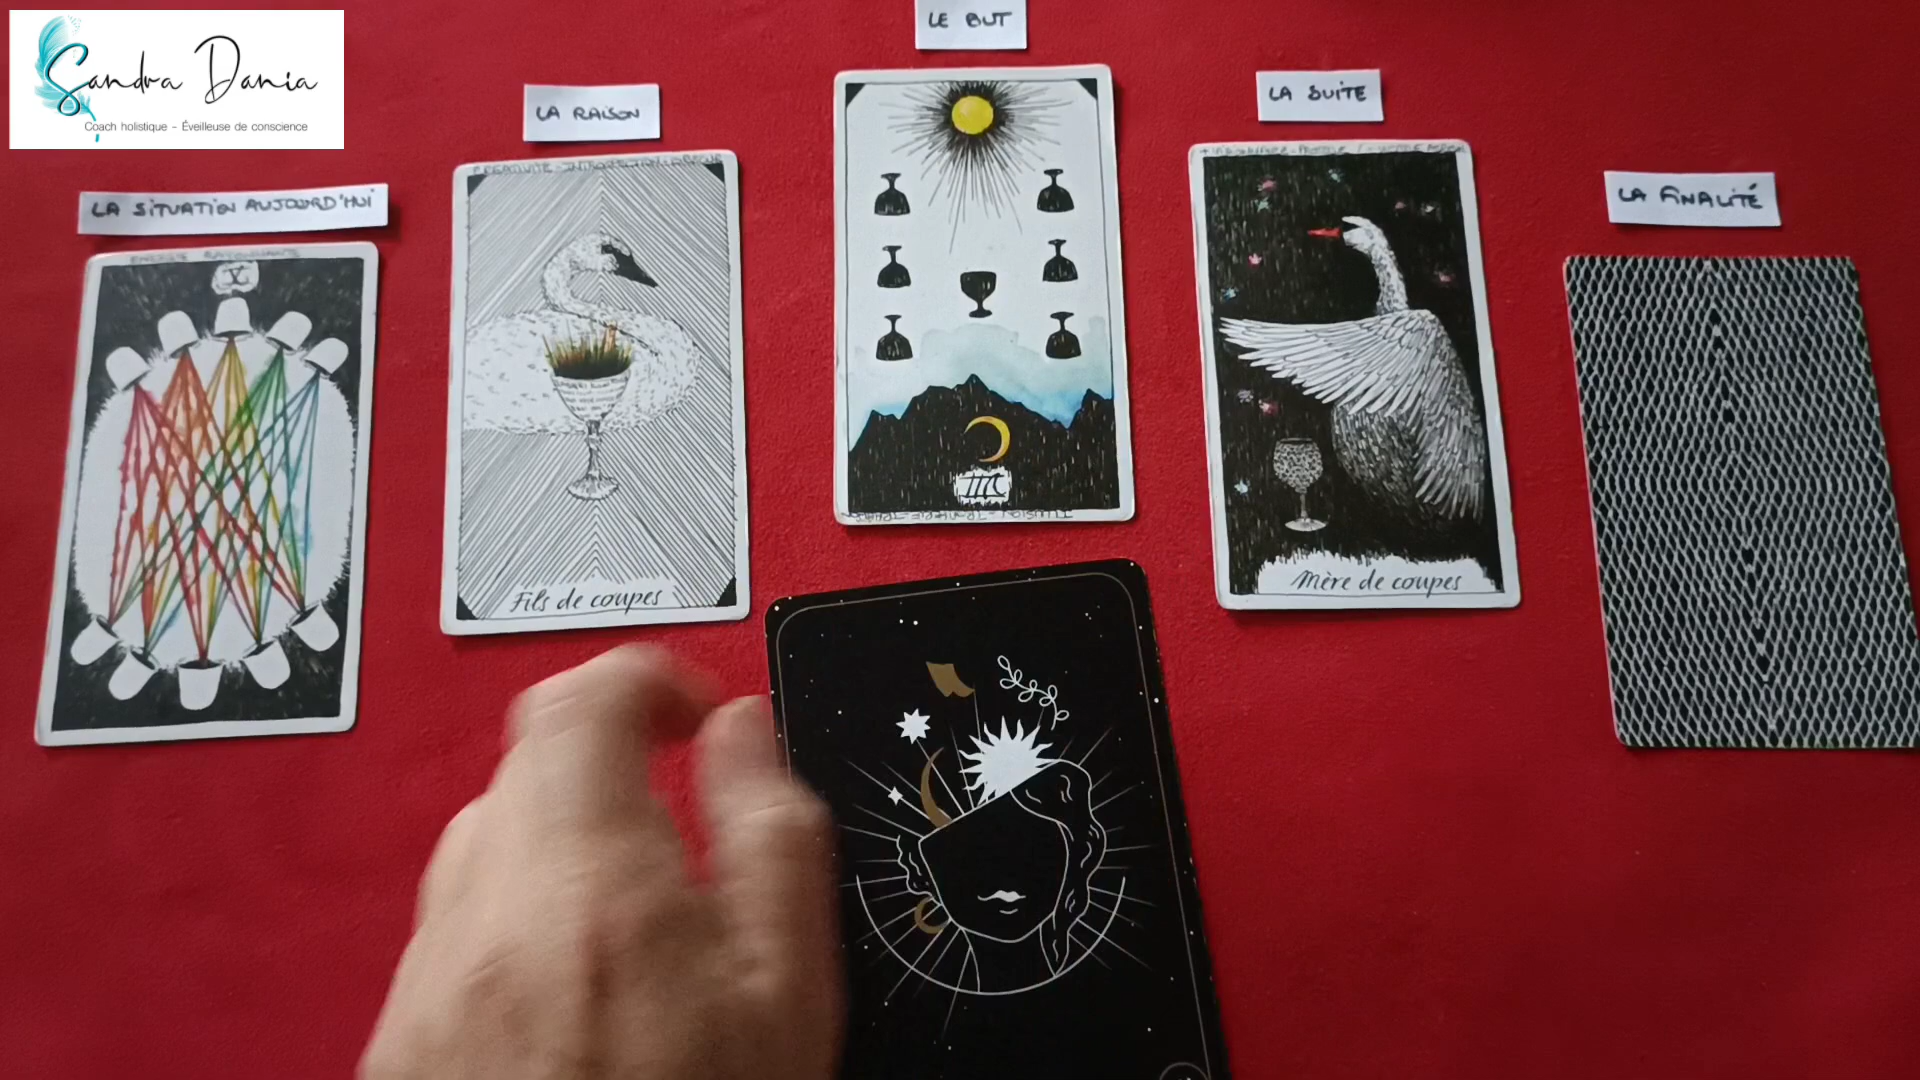 Sandra Dania
Coach holistique – Éveilleuse de conscience
LE BUT
LA RAISON
LA SUITE
LA SITUATION AUJOURD'HUI
LA FINALITÉ
X
Fils de coupes
Mère de coupes